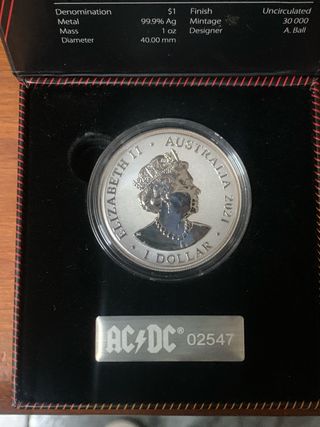 Denomination $1 Finish Uncirculated
Metal 99.9% Ag Mintage 30 000
Mass 1 oz Designer A. Ball
Diameter 40.00 mm
ELIZABETH II · AUSTRALIA 2021
· 1 DOLLAR ·
AC⚡DC® 02547